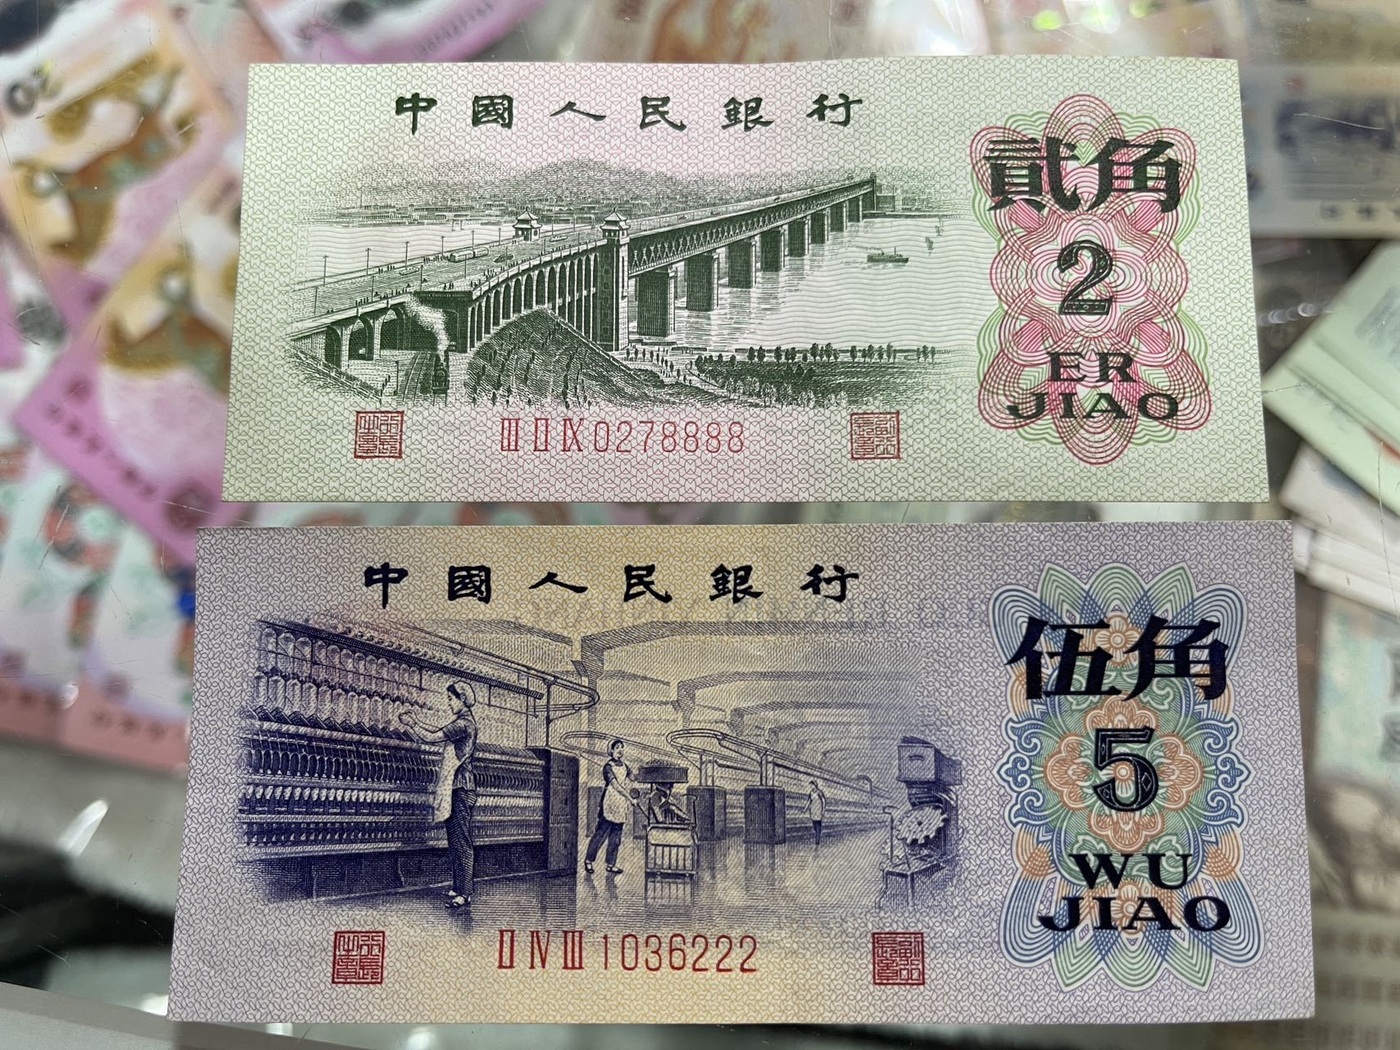 中國人民銀行
貳角
2
ER
JIAO
III II IX 0278888
中國人民銀行
伍角
5
WU
JIAO
II IV III 1036222